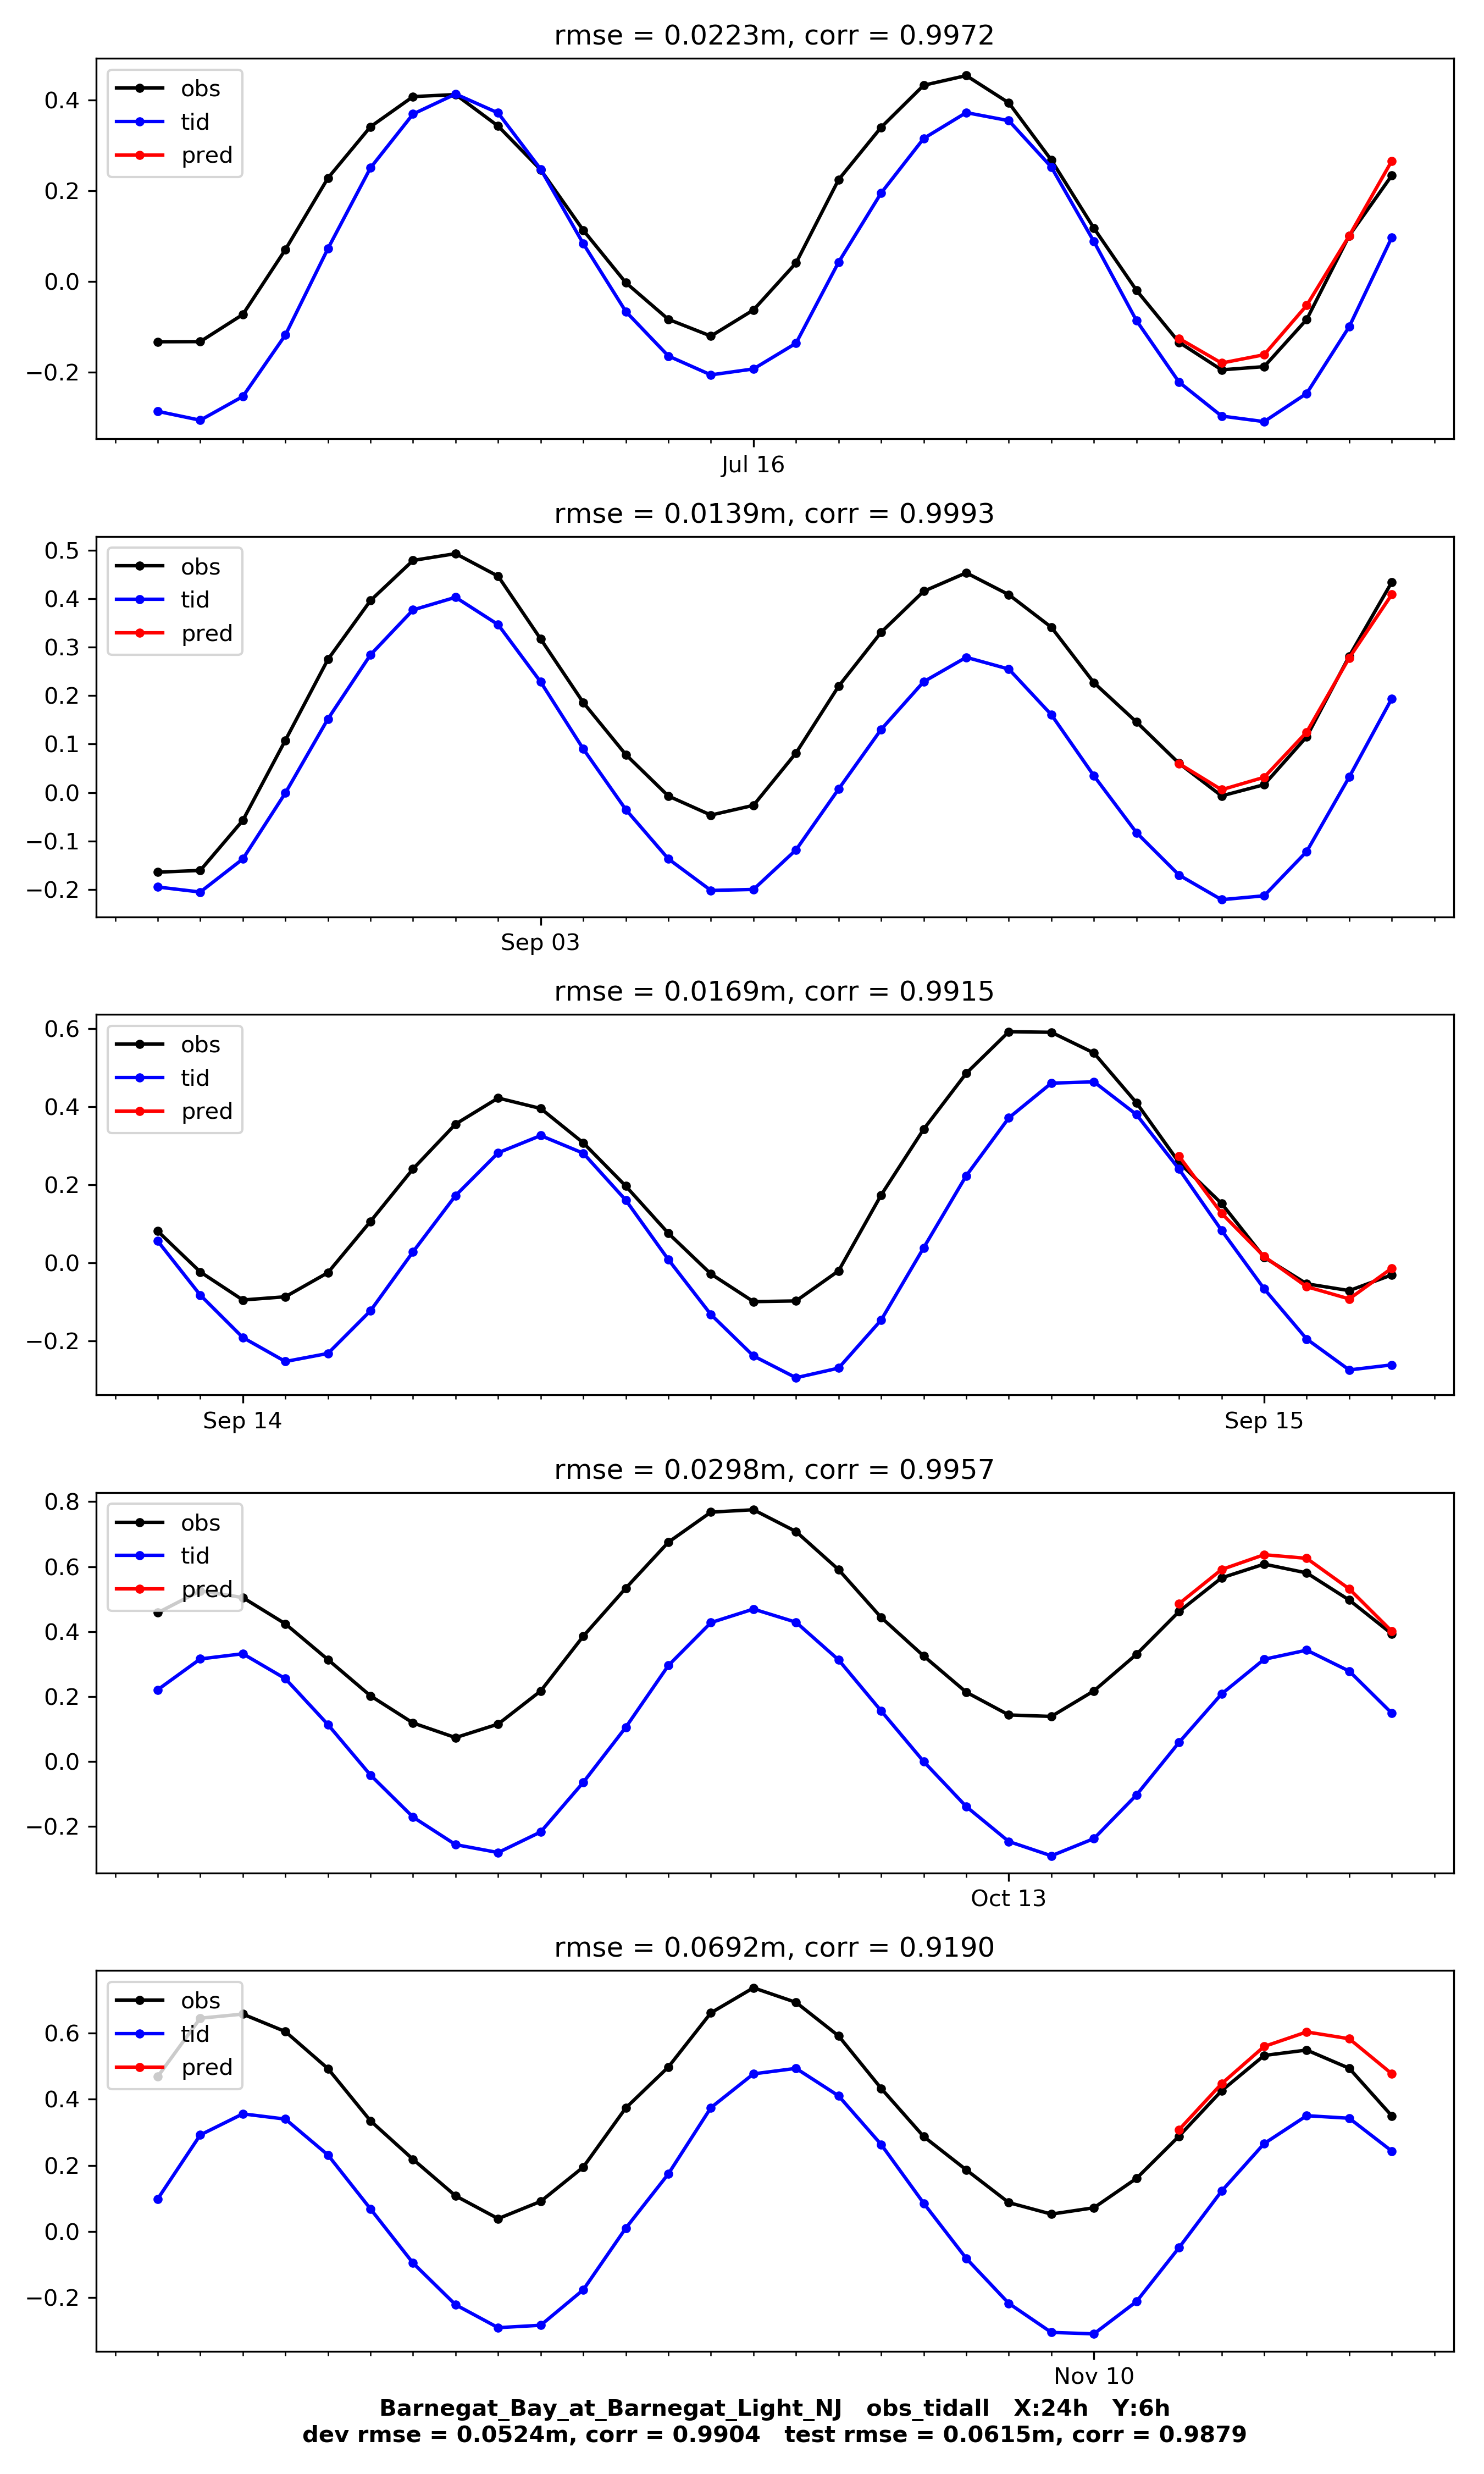 rmse = 0.0223m, corr = 0.9972
obs
tid
pred
0.4
0.2
0.0
−0.2
Jul 16
rmse = 0.0139m, corr = 0.9993
obs
tid
pred
0.5
0.4
0.3
0.2
0.1
0.0
−0.1
−0.2
Sep 03
rmse = 0.0169m, corr = 0.9915
obs
tid
pred
0.6
0.4
0.2
0.0
−0.2
Sep 14 Sep 15
rmse = 0.0298m, corr = 0.9957
obs
tid
pred
0.8
0.6
0.4
0.2
0.0
−0.2
Oct 13
rmse = 0.0692m, corr = 0.9190
obs
tid
pred
0.6
0.4
0.2
0.0
−0.2
Nov 10
Barnegat_Bay_at_Barnegat_Light_NJ obs_tidall X:24h Y:6h
dev rmse = 0.0524m, corr = 0.9904 test rmse = 0.0615m, corr = 0.9879